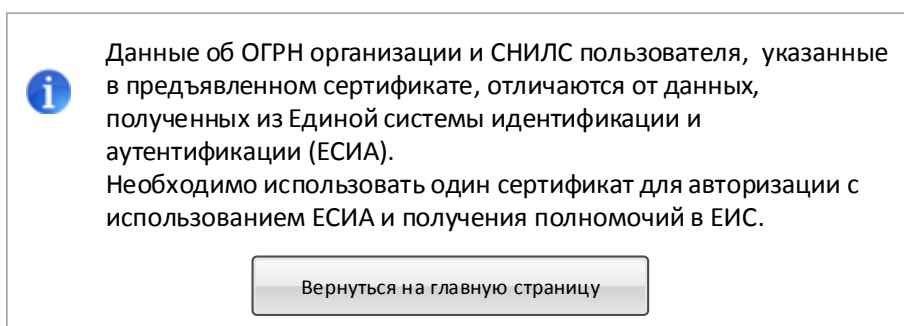 Данные об ОГРН организации и СНИЛС пользователя, указанные
в предъявленном сертификате, отличаются от данных,
полученных из Единой системы идентификации и
аутентификации (ЕСИА).
Необходимо использовать один сертификат для авторизации с
использованием ЕСИА и получения полномочий в ЕИС.
Вернуться на главную страницу